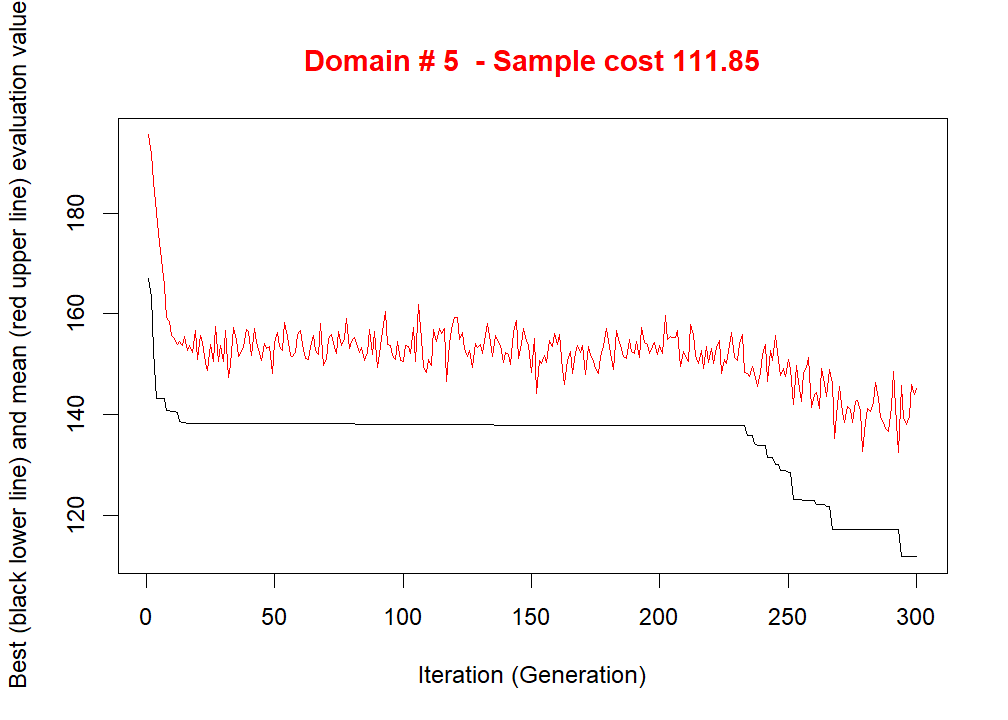 Domain # 5  - Sample cost 111.85
Best (black lower line) and mean (red upper line) evaluation value
180
160
140
120
0 50 100 150 200 250 300
Iteration (Generation)